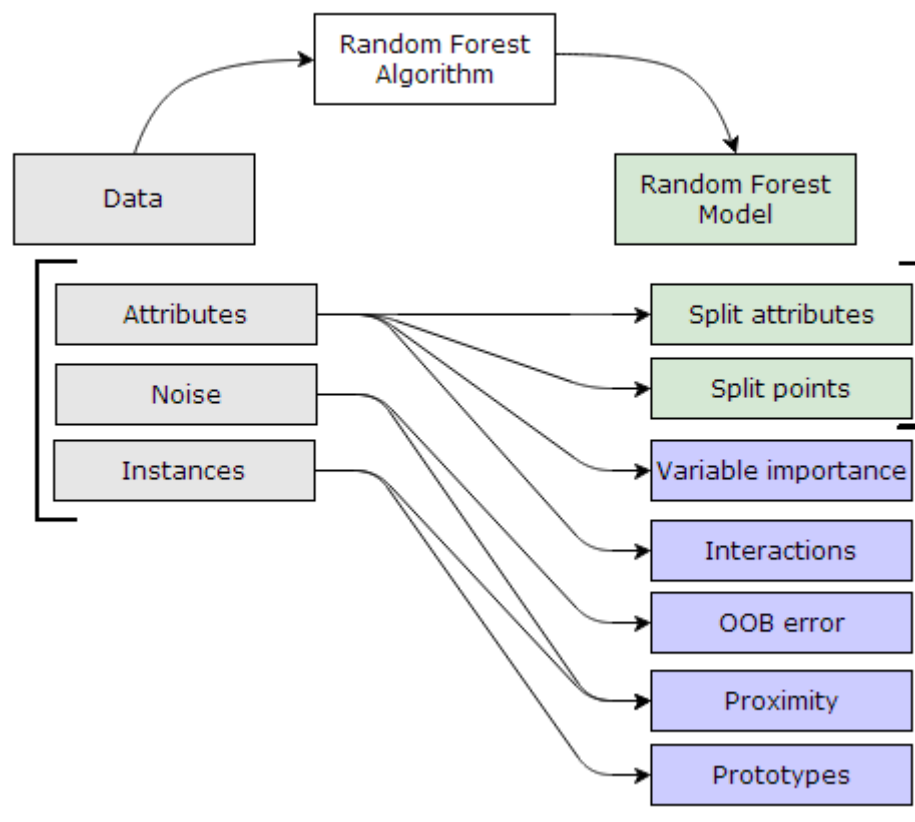 Random Forest
Algorithm
Data
Random Forest
Model
Attributes
Noise
Instances
Split attributes
Split points
Variable importance
Interactions
OOB error
Proximity
Prototypes